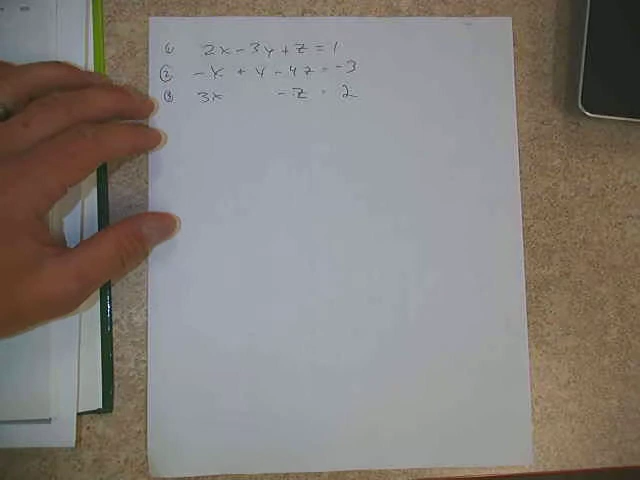 ① 2x - 3y + z = 1
② -x + y - 4z = -3
③ 3x - z = 2